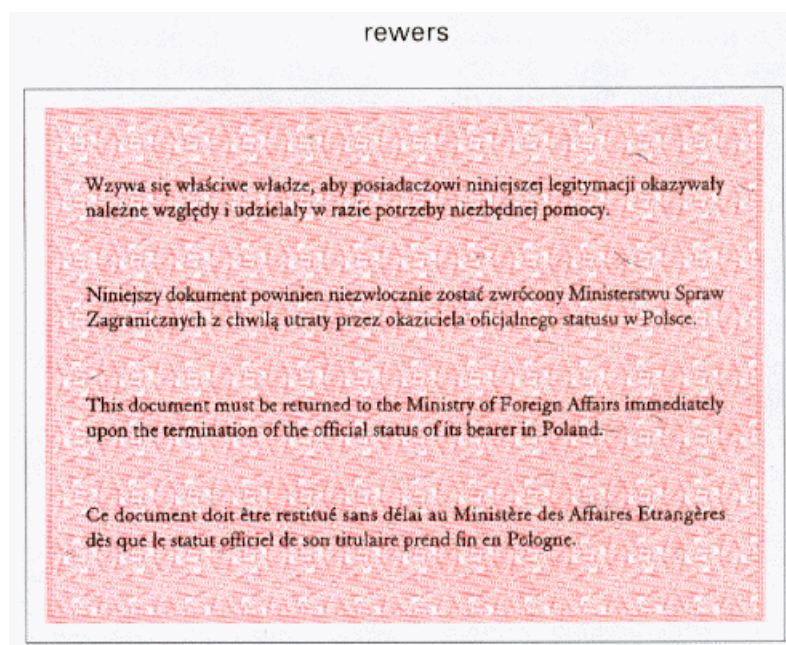 rewers
Wzywa się właściwe władze, aby posiadaczowi niniejszej legitymacji okazywały
należne względy i udzielały w razie potrzeby niezbędnej pomocy.
Niniejszy dokument powinien niezwłocznie zostać zwrócony Ministerstwu Spraw
Zagranicznych z chwilą utraty przez okaziciela oficjalnego statusu w Polsce.
This document must be returned to the Ministry of Foreign Affairs immediately
upon the termination of the official status of its bearer in Poland.
Ce document doit être restitué sans délai au Ministère des Affaires Etrangères
dès que le statut officiel de son titulaire prend fin en Pologne.